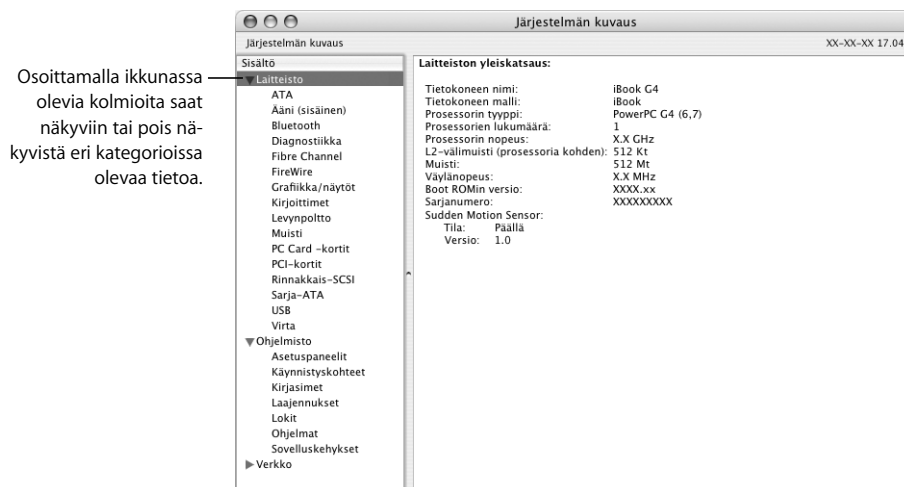 Järjestelmän kuvaus
Järjestelmän kuvaus
XX-XX-XX 17.04
Osoittamalla ikkunassa
olevia kolmioita saat
näkyviin tai pois nä-
kyvistä eri kategorioissa
olevaa tietoa.
Sisältö
Laitteisto
ATA
Ääni (sisäinen)
Bluetooth
Diagnostiikka
Fibre Channel
FireWire
Grafiikka/näytöt
Kirjoittimet
Levynpoltto
Muisti
PC Card -kortit
PCI-kortit
Rinnakkais-SCSI
Sarja-ATA
USB
Virta
Ohjelmisto
Asetuspaneelit
Käynnistyskohteet
Kirjasimet
Laajennukset
Lokit
Ohjelmat
Sovelluskehykset
Verkko
Laitteiston yleiskatsaus:
Tietokoneen nimi: iBook G4
Tietokoneen malli: iBook
Prosessorin tyyppi: PowerPC G4 (6,7)
Prosessorien lukumäärä: 1
Prosessorin nopeus: X.X GHz
L2-välimuisti (prosessoria kohden): 512 Kt
Muisti: 512 Mt
Väylänopeus: X.X MHz
Boot ROMin versio: XXXX.xx
Sarjanumero: XXXXXXXXX
Sudden Motion Sensor:
Tila: Päällä
Versio: 1.0